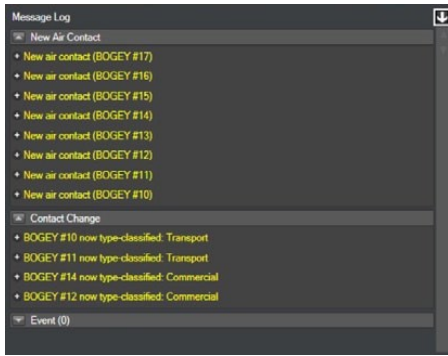 Message Log
New Air Contact
New air contact (BOGEY #17)
New air contact (BOGEY #16)
New air contact (BOGEY #15)
New air contact (BOGEY #14)
New air contact (BOGEY #13)
New air contact (BOGEY #12)
New air contact (BOGEY #11)
New air contact (BOGEY #10)
Contact Change
BOGEY #10 now type-classified: Transport
BOGEY #11 now type-classified: Transport
BOGEY #14 now type-classified: Commercial
BOGEY #12 now type-classified: Commercial
Event (0)